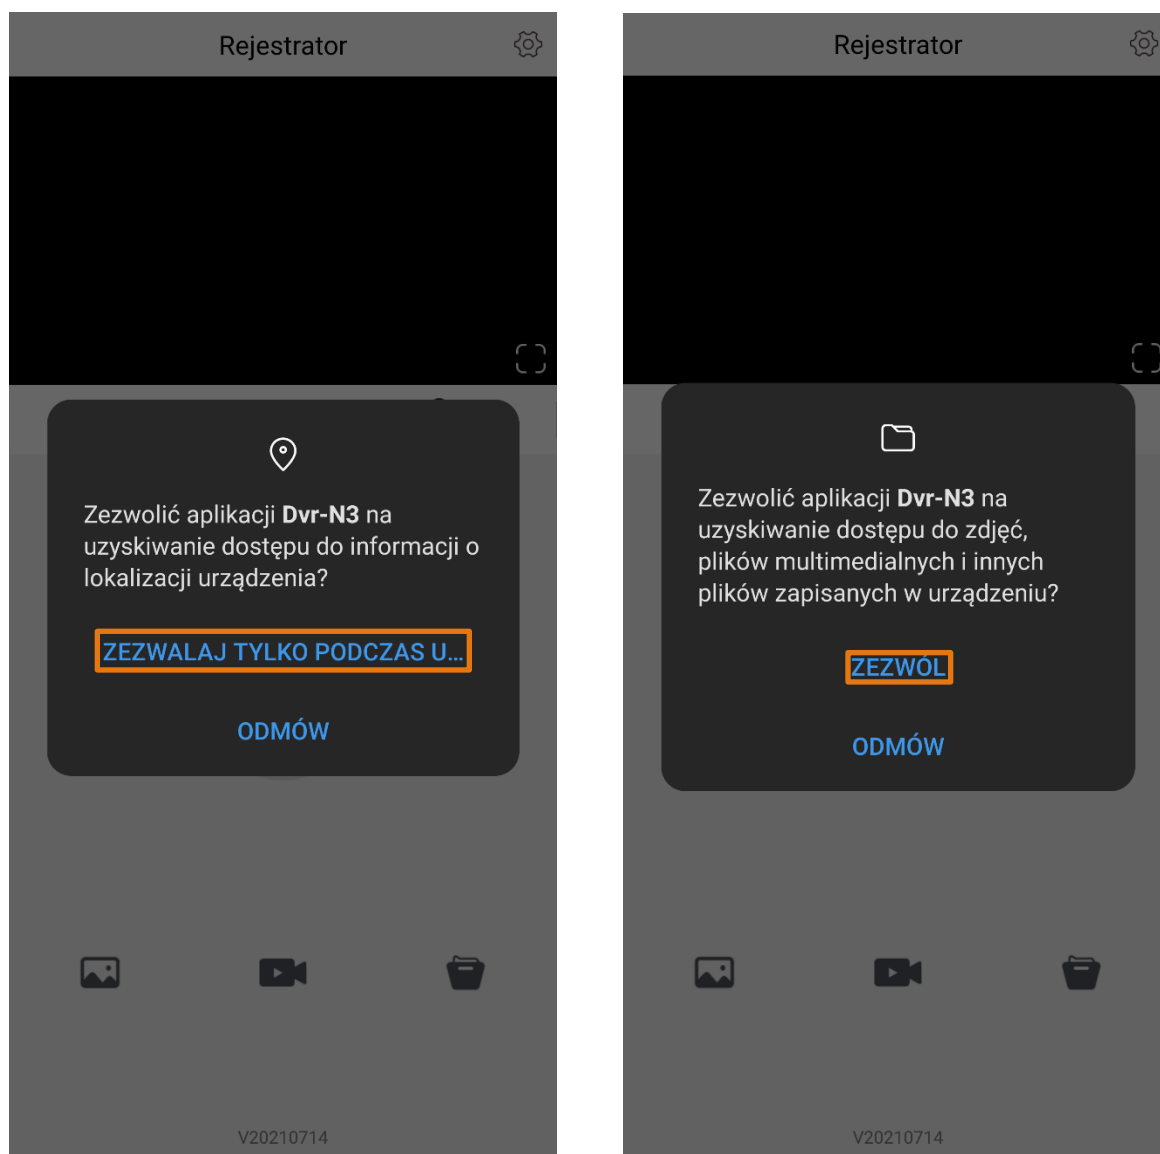 Rejestrator
Zezwolić aplikacji Dvr-N3 na
uzyskiwanie dostępu do informacji o
lokalizacji urządzenia?
ZEZWALAJ TYLKO PODCZAS U...
ODMÓW
V20210714
Rejestrator
Zezwolić aplikacji Dvr-N3 na
uzyskiwanie dostępu do zdjęć,
plików multimedialnych i innych
plików zapisanych w urządzeniu?
ZEZWÓL
ODMÓW
V20210714